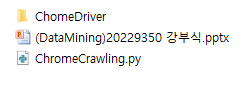 ChomeDriver
(DataMining)20229350 강부식.pptx
ChromeCrawling.py